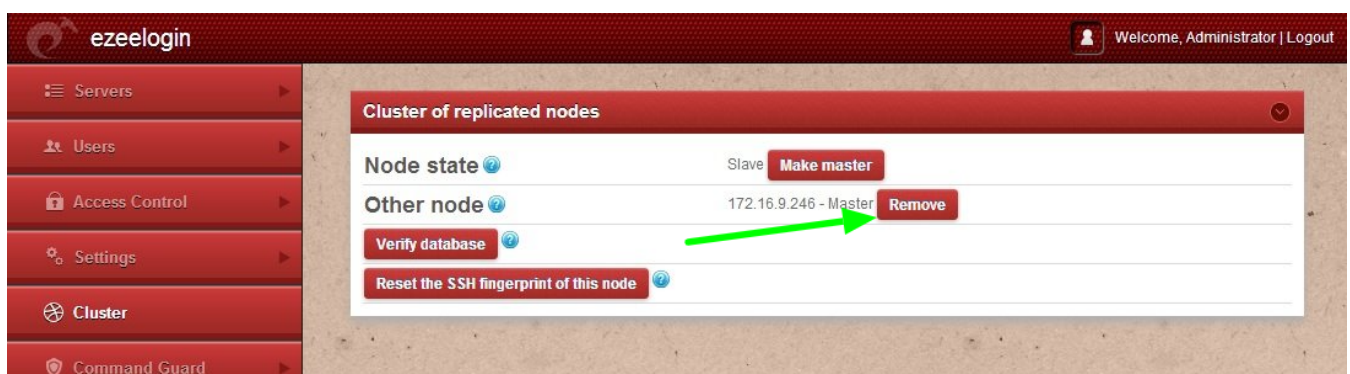 ezeelogin
Welcome, Administrator | Logout
Servers
Users
Access Control
Settings
Cluster
Command Guard
Cluster of replicated nodes
Node state ?
Slave Make master
Other node ?
172.16.9.246 - Master Remove
Verify database ?
Reset the SSH fingerprint of this node ?